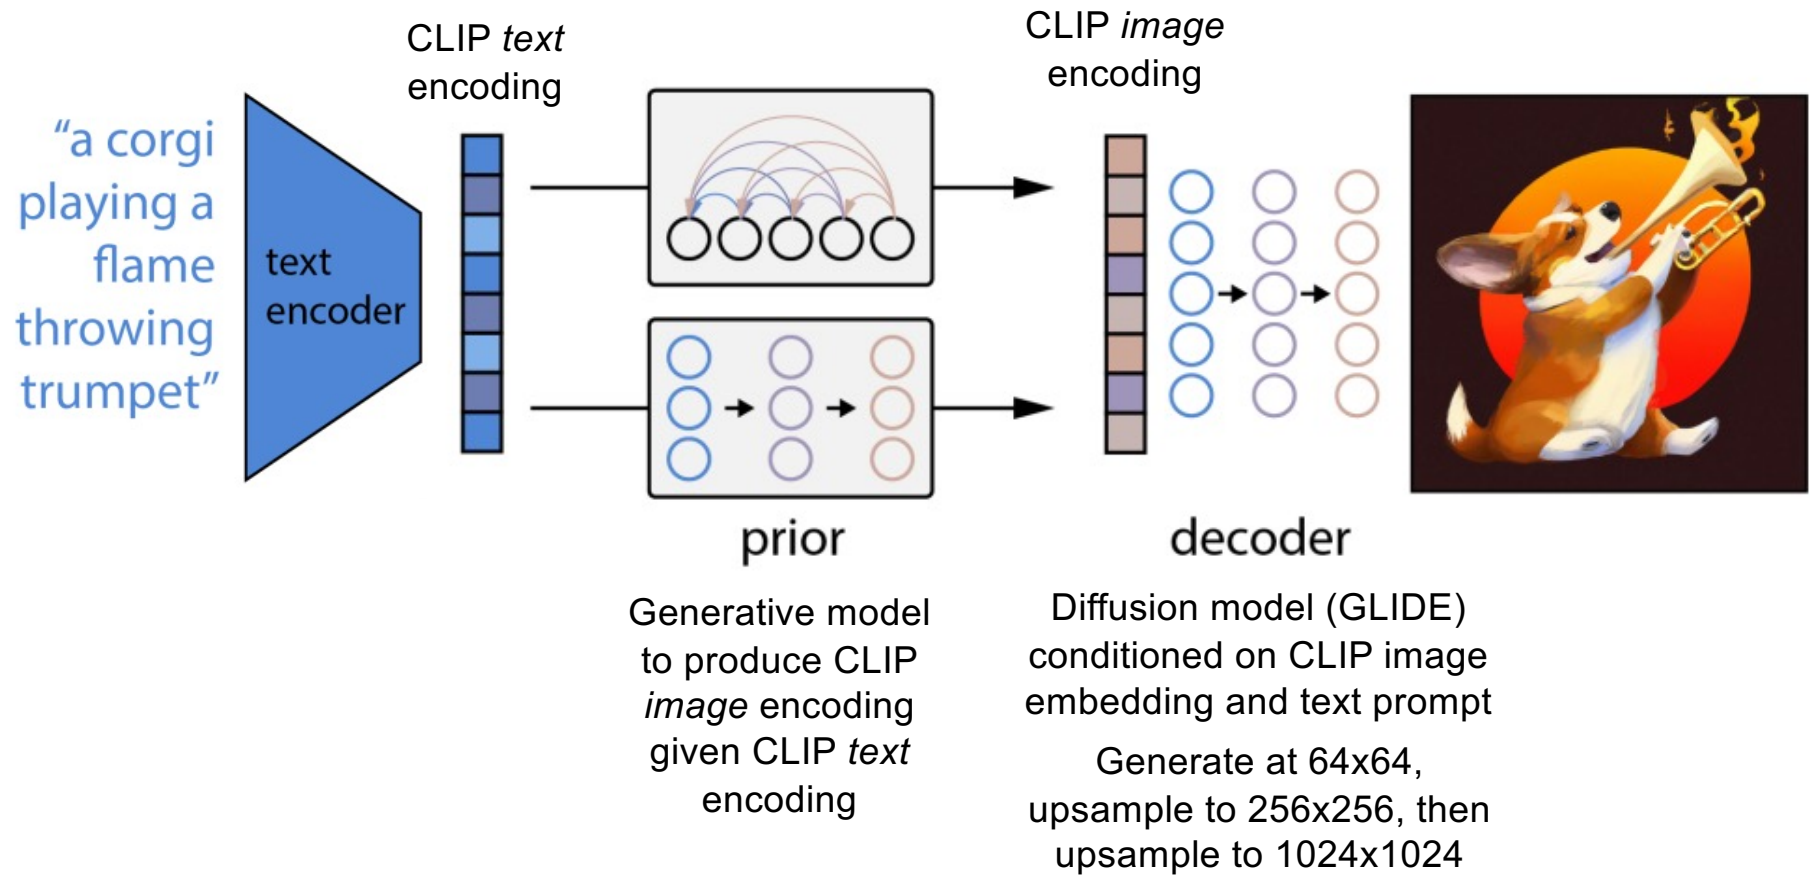 “a corgi
playing a
flame
throwing
trumpet”
text
encoder
CLIP text
encoding
CLIP image
encoding
prior
Generative model
to produce CLIP
image encoding
given CLIP text
encoding
decoder
Diffusion model (GLIDE)
conditioned on CLIP image
embedding and text prompt
Generate at 64x64,
upsample to 256x256, then
upsample to 1024x1024